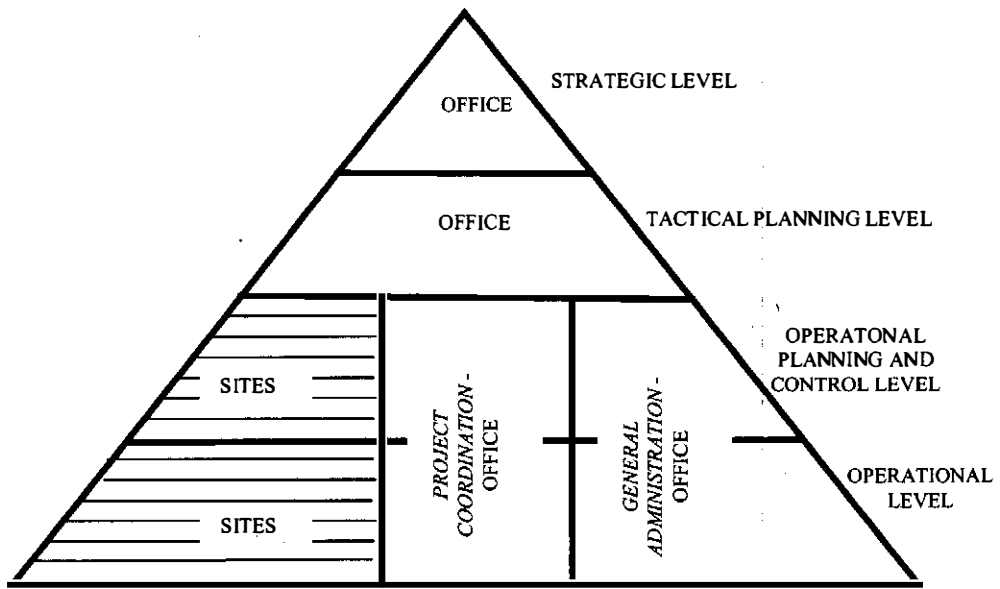 STRATEGIC LEVEL
OFFICE
OFFICE
TACTICAL PLANNING LEVEL
OPERATONAL
PLANNING AND
CONTROL LEVEL
SITES
PROJECT
COORDINATION -
OFFICE
GENERAL
ADMINISTRATION -
OFFICE
OPERATIONAL
LEVEL
SITES